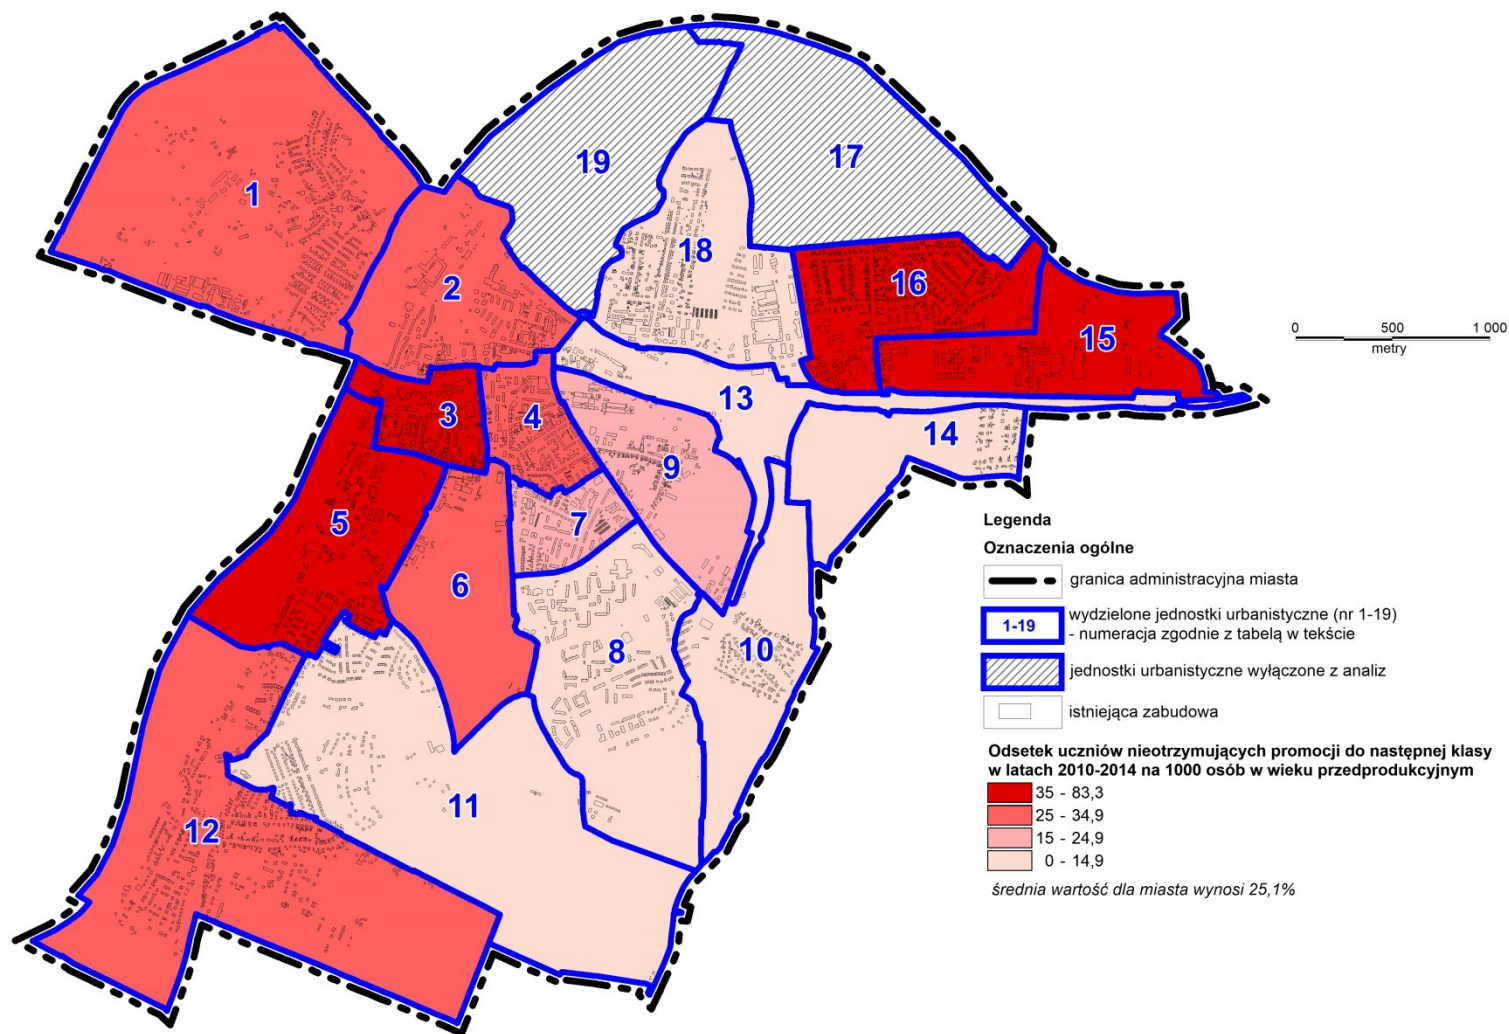 19
17
1
18
2
16
15
0 500 1 000
metry
13
3
4
14
9
5
7
6
8
10
11
12
Legenda
Oznaczenia ogólne
granica administracyjna miasta
1-19
wydzielone jednostki urbanistyczne (nr 1-19)
- numeracja zgodnie z tabelą w tekście
jednostki urbanistyczne wyłączone z analiz
istniejąca zabudowa
Odsetek uczniów nieotrzymujących promocji do następnej klasy
w latach 2010-2014 na 1000 osób w wieku przedprodukcyjnym
35 - 83,3
25 - 34,9
15 - 24,9
0 - 14,9
średnia wartość dla miasta wynosi 25,1%